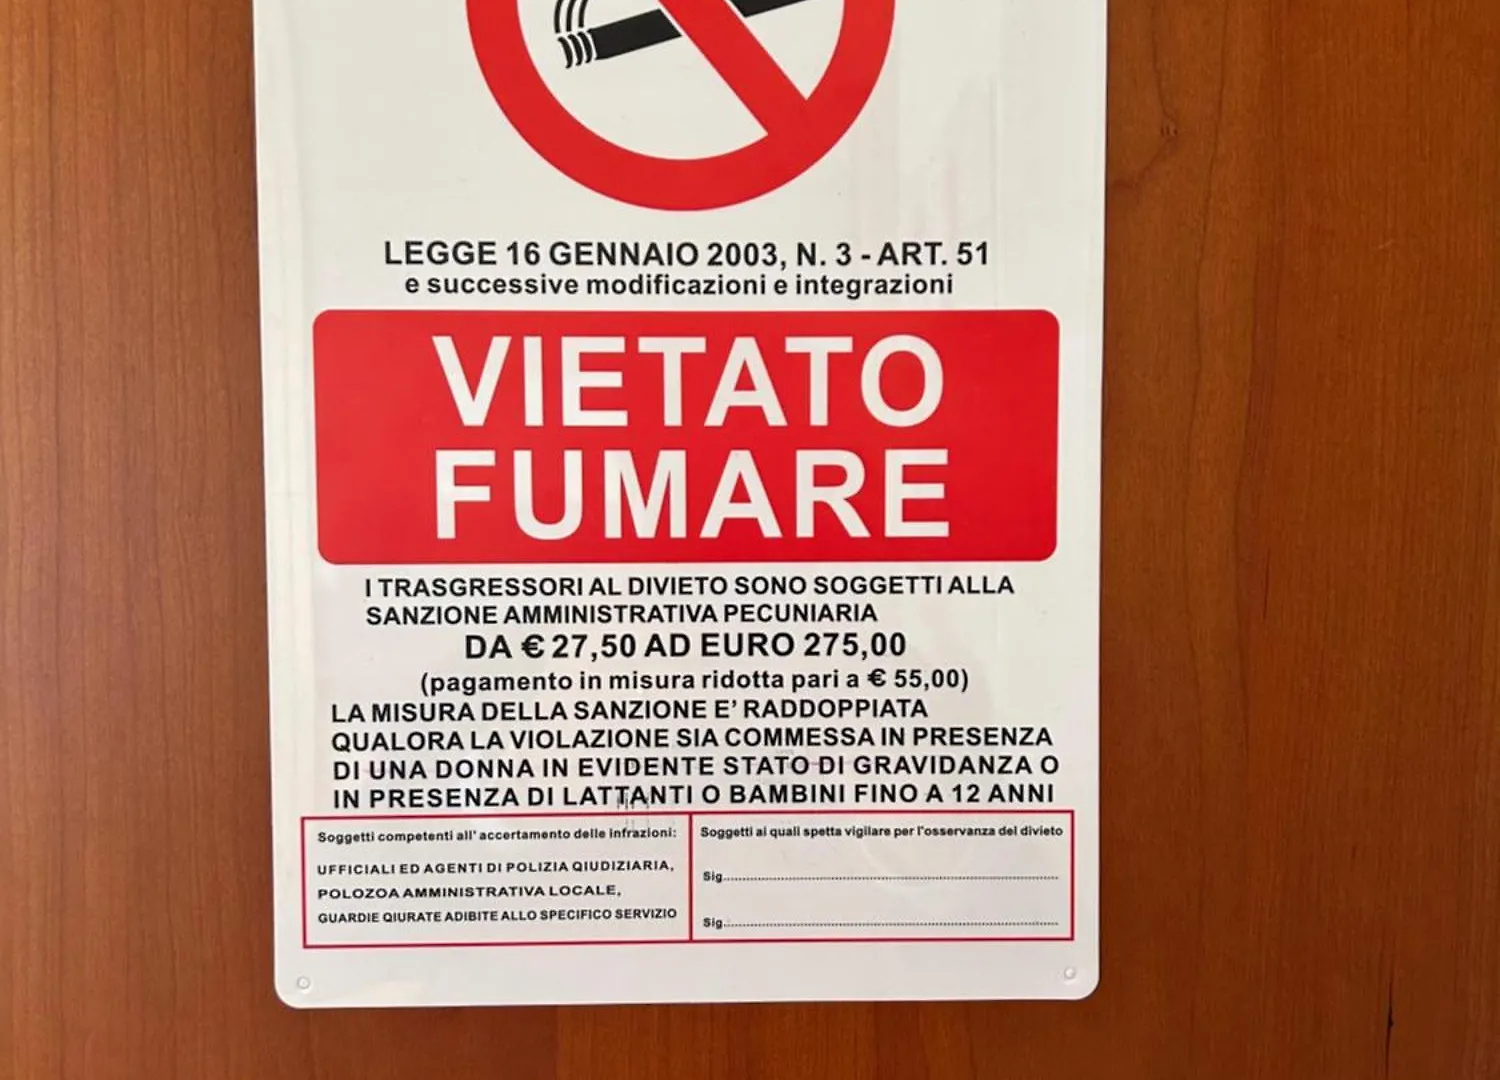 LEGGE 16 GENNAIO 2003, N. 3 - ART. 51
e successive modificazioni e integrazioni
VIETATO
FUMARE
I TRASGRESSORI AL DIVIETO SONO SOGGETTI ALLA
SANZIONE AMMINISTRATIVA PECUNIARIA
DA € 27,50 AD EURO 275,00
(pagamento in misura ridotta pari a € 55,00)
LA MISURA DELLA SANZIONE E' RADDOPPIATA
QUALORA LA VIOLAZIONE SIA COMMESSA IN PRESENZA
DI UNA DONNA IN EVIDENTE STATO DI GRAVIDANZA O
IN PRESENZA DI LATTANTI O BAMBINI FINO A 12 ANNI
Soggetti competenti all' accertamento delle infrazioni:
UFFICIALI ED AGENTI DI POLIZIA QIUDIZIARIA,
POLOZOA AMMINISTRATIVA LOCALE,
GUARDIE QIURATE ADIBITE ALLO SPECIFICO SERVIZIO
Soggetti ai quali spetta vigilare per l'osservanza del divieto
Sig.....................................................................
Sig.....................................................................